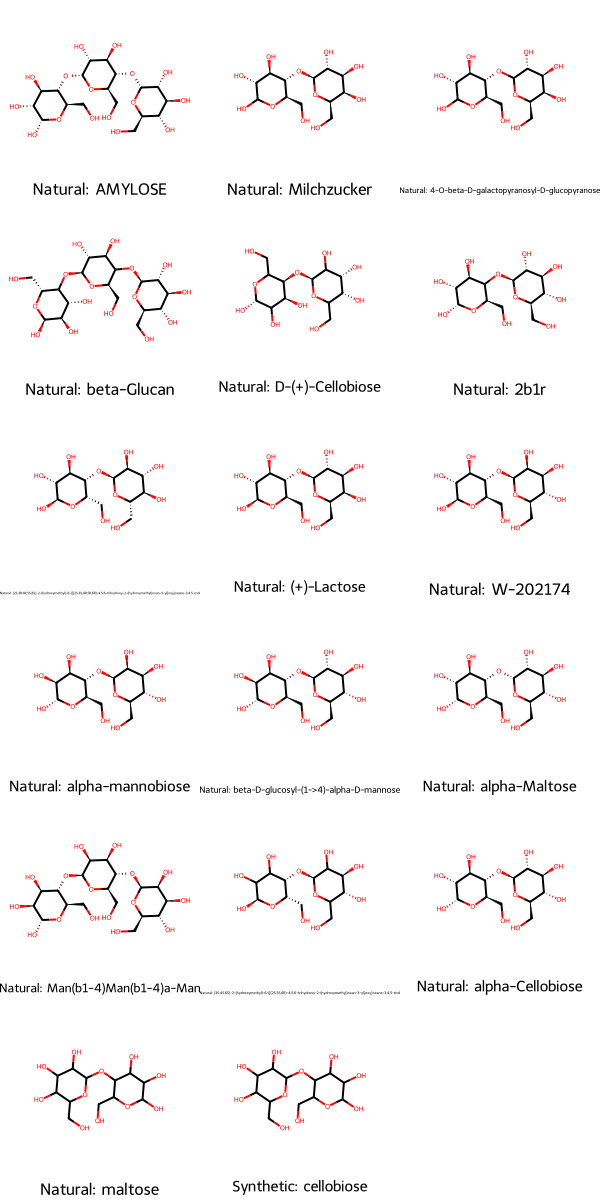 Natural: AMYLOSE
Natural: Milchzucker
Natural: 4-O-beta-D-galactopyranosyl-D-glucopyranose
Natural: beta-Glucan
Natural: D-(+)-Cellobiose
Natural: 2b1r
Natural: (+)-Lactose
Natural: W-202174
Natural: alpha-mannobiose
Natural: beta-D-glucosyl-(1->4)-alpha-D-mannose
Natural: alpha-Maltose
Natural: Man(b1-4)Man(b1-4)a-Man
Natural: alpha-Cellobiose
Natural: maltose
Synthetic: cellobiose